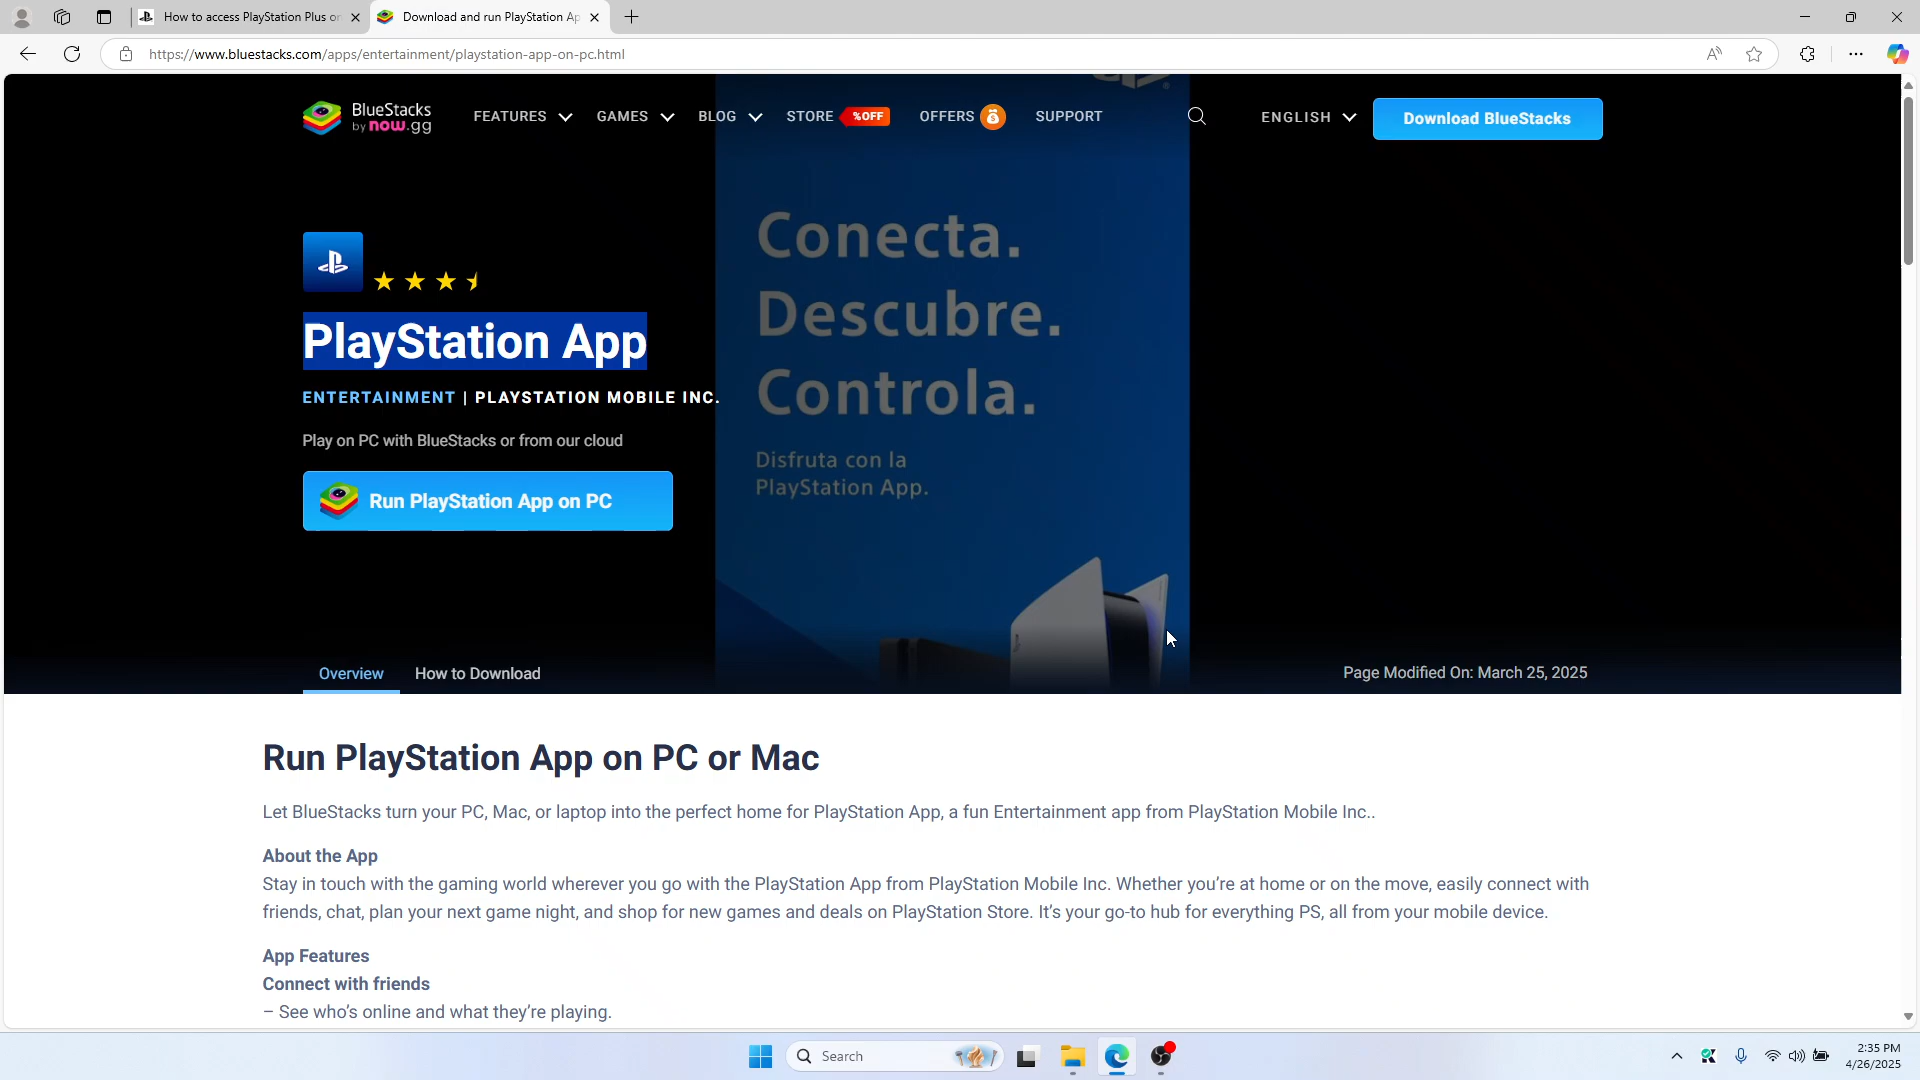 How to access PlayStation Plus or
Download and run PlayStation Ap
https://www.bluestacks.com/apps/entertainment/playstation-app-on-pc.html
BlueStacks
by now.gg
FEATURES
GAMES
BLOG
STORE
%OFF
OFFERS
SUPPORT
ENGLISH
Download BlueStacks
Conecta.
Descubre.
Controla.
Disfruta con la
PlayStation App.
PlayStation App
ENTERTAINMENT | PLAYSTATION MOBILE INC.
Play on PC with BlueStacks or from our cloud
Run PlayStation App on PC
Overview
How to Download
Page Modified On: March 25, 2025
Run PlayStation App on PC or Mac
Let BlueStacks turn your PC, Mac, or laptop into the perfect home for PlayStation App, a fun Entertainment app from PlayStation Mobile Inc..
About the App
Stay in touch with the gaming world wherever you go with the PlayStation App from PlayStation Mobile Inc. Whether you’re at home or on the move, easily connect with
friends, chat, plan your next game night, and shop for new games and deals on PlayStation Store. It’s your go-to hub for everything PS, all from your mobile device.
App Features
Connect with friends
– See who’s online and what they’re playing.
Search
2:35 PM
4/26/2025